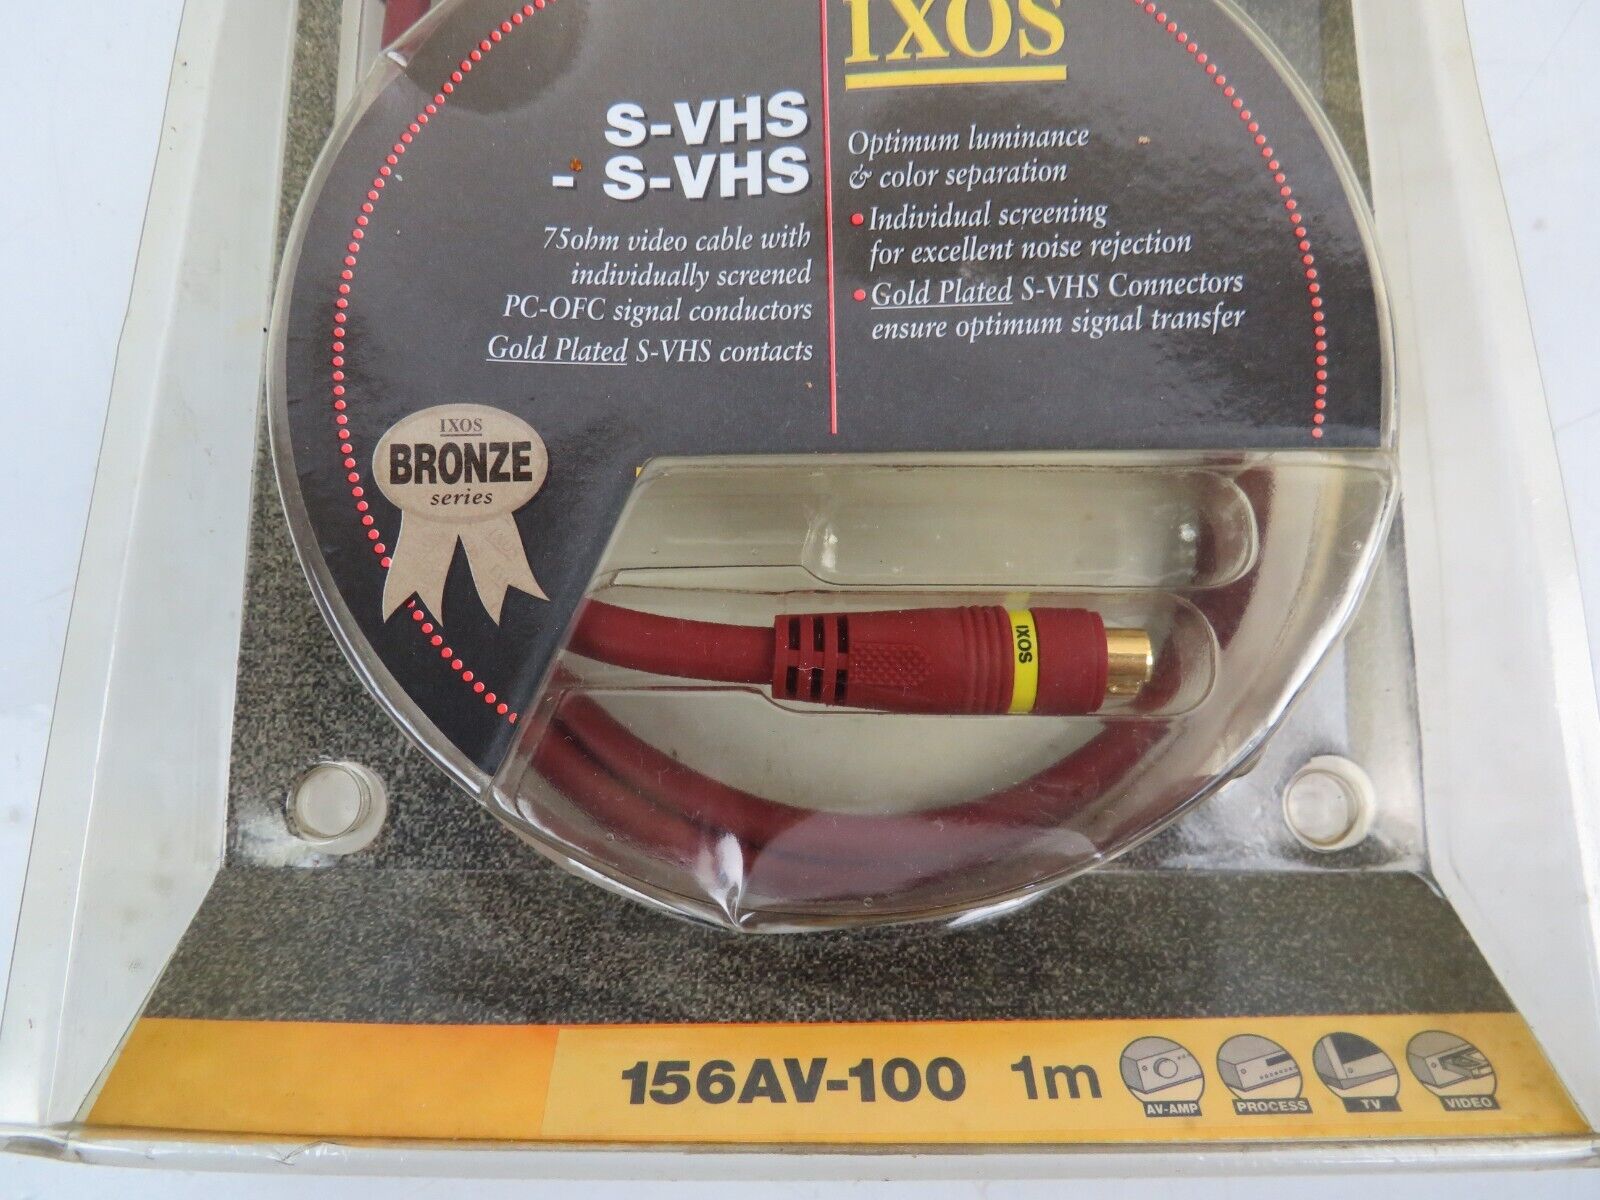 IXOS
S-VHS
- S-VHS
75ohm video cable with
individually screened
PC-OFC signal conductors
Gold Plated S-VHS contacts
Optimum luminance
& color separation
• Individual screening
for excellent noise rejection
• Gold Plated S-VHS Connectors
ensure optimum signal transfer
IXOS
BRONZE
series
IXOS
156AV-100 1m
AV-AMP
PROCESS
TV
VIDEO